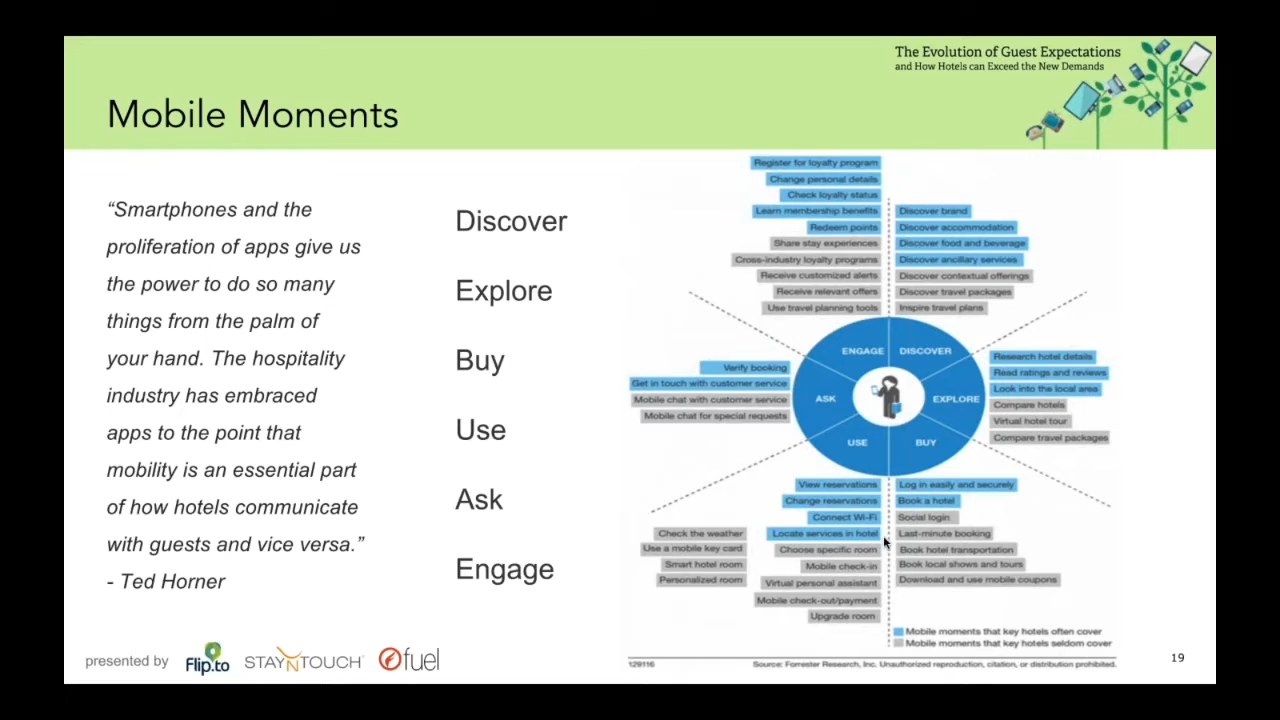 The Evolution of Guest Expectations
and How Hotels can Exceed the New Demands
Mobile Moments
“Smartphones and the
proliferation of apps give us
the power to do so many
things from the palm of
your hand. The hospitality
industry has embraced
apps to the point that
mobility is an essential part
of how hotels communicate
with guests and vice versa.”
- Ted Horner
Discover
Explore
Buy
Use
Ask
Engage
Register for loyalty program
Change personal details
Check loyalty status
Learn membership benefits
Redeem points
Share stay experiences
Cross-industry loyalty programs
Receive customized alerts
Receive relevant offers
Use travel planning tools
Discover brand
Discover accommodation
Discover food and beverage
Discover ancillary services
Discover contextual offerings
Discover travel packages
Inspire travel plans
ENGAGE
DISCOVER
ASK
EXPLORE
USE
BUY
Verify booking
Get in touch with customer service
Mobile chat with customer service
Mobile chat for special requests
Research hotel details
Read ratings and reviews
Look into the local area
Compare hotels
Virtual hotel tour
Compare travel packages
View reservations
Change reservations
Connect Wi-Fi
Locate services in hotel
Choose specific room
Mobile check-in
Virtual personal assistant
Mobile check-out/payment
Upgrade room
Check the weather
Use a mobile key card
Smart hotel room
Personalized room
Log in easily and securely
Book a hotel
Social login
Last-minute booking
Book hotel transportation
Book local shows and tours
Download and use mobile coupons
Mobile moments that key hotels often cover
Mobile moments that key hotels seldom cover
129116
Source: Forrester Research, Inc. Unauthorized reproduction, citation, or distribution prohibited.
presented by
Flip.to
STAYNTOUCH
fuel
19